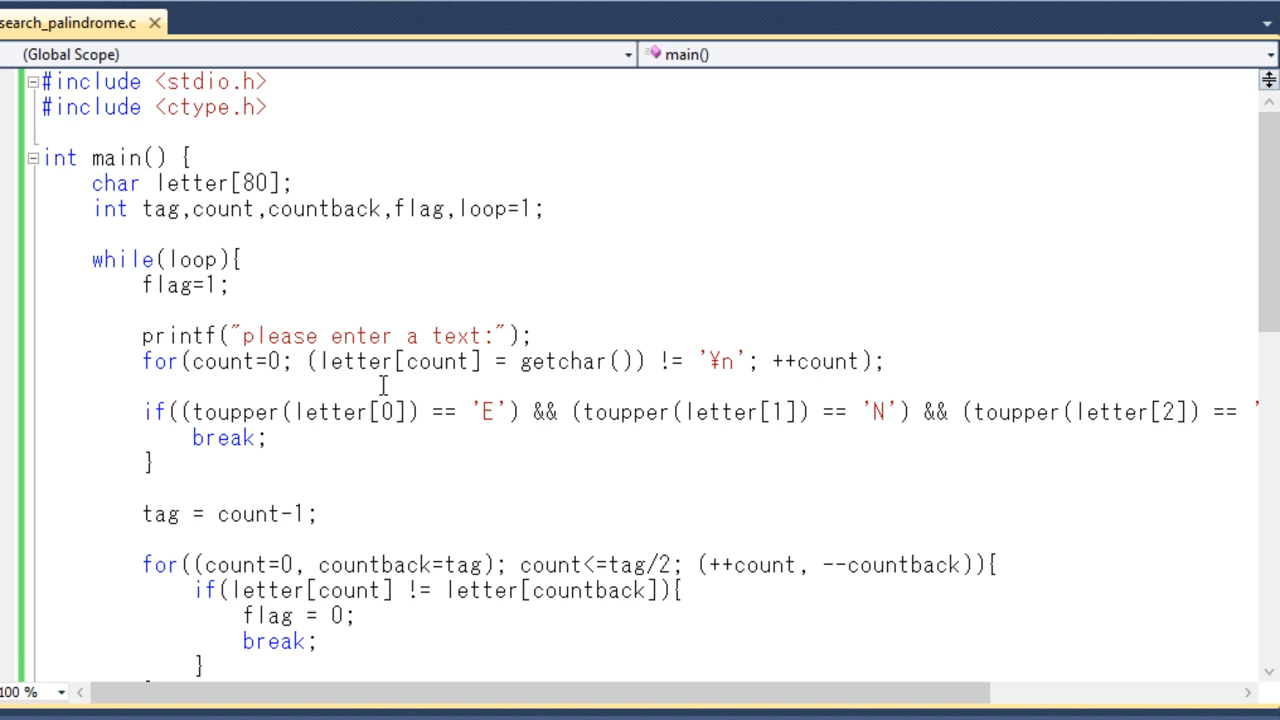 search_palindrome.c
(Global Scope) main()
#include <stdio.h>
#include <ctype.h>
int main() {
char letter[80];
int tag,count,countback,flag,loop=1;
while(loop){
flag=1;
printf("please enter a text:");
for(count=0; (letter[count] = getchar()) != '¥n'; ++count);
if((toupper(letter[0]) == 'E') && (toupper(letter[1]) == 'N') && (toupper(letter[2]) == '
break;
}
tag = count-1;
for((count=0, countback=tag); count<=tag/2; (++count, --countback)){
if(letter[count] != letter[countback]){
flag = 0;
break;
}
100 %